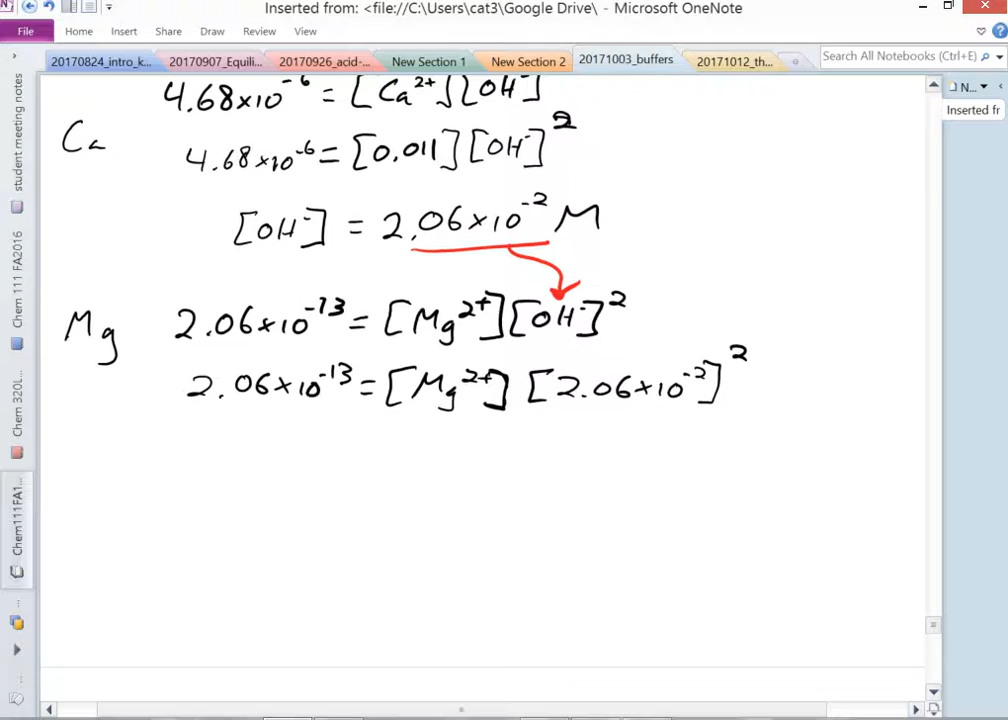 Inserted from: <file://C:\Users\cat3\Google Drive\ - Microsoft OneNote
File Home Insert Share Draw Review View
20170824_intro_k... 20170907_Equili... 20170926_acid-... New Section 1 New Section 2 20171003_buffers 20171012_th... Search All Notebooks (Ctrl+E)
N...
Inserted fr
student meeting notes
Chem 111 FA2016
Chem 320L
Chem111FA1
4.68×10⁻⁶ = [Ca²⁺][OH⁻]
Ca
4.68×10⁻⁶ = [0.011] [OH⁻]²
[OH⁻] = 2.06×10⁻² M
Mg 2.06×10⁻¹³ = [Mg²⁺][OH⁻]²
2.06×10⁻¹³ = [Mg²⁺] [2.06×10⁻²]²